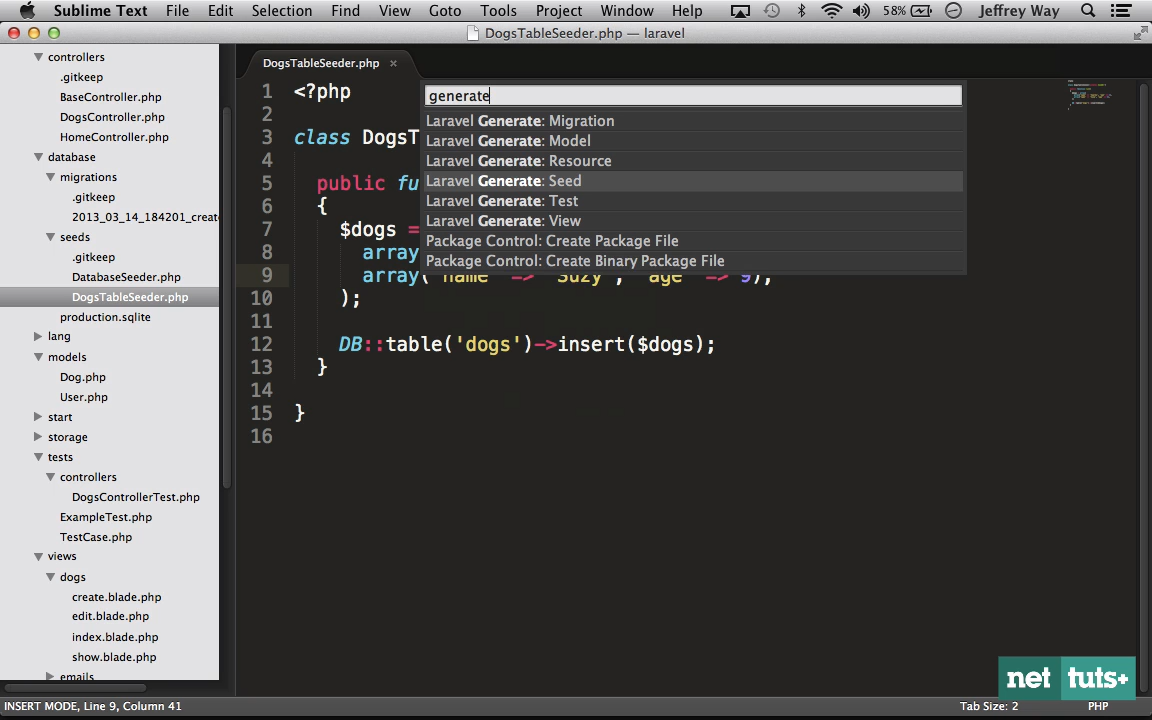 Sublime Text File Edit Selection Find View Goto Tools Project Window Help 58% Jeffrey Way
DogsTableSeeder.php — laravel
controllers
.gitkeep
BaseController.php
DogsController.php
HomeController.php
database
migrations
.gitkeep
2013_03_14_184201_create
seeds
.gitkeep
DatabaseSeeder.php
DogsTableSeeder.php
production.sqlite
lang
models
Dog.php
User.php
start
storage
tests
controllers
DogsControllerTest.php
ExampleTest.php
TestCase.php
views
dogs
create.blade.php
edit.blade.php
index.blade.php
show.blade.php
emails
DogsTableSeeder.php ×
generate
Laravel Generate: Migration
Laravel Generate: Model
Laravel Generate: Resource
Laravel Generate: Seed
Laravel Generate: Test
Laravel Generate: View
Package Control: Create Package File
Package Control: Create Binary Package File
1 <?php
2
3 class DogsT
4
5 public fu
6 {
7 $dogs =
8 array
9 array("name" => "Suzy", "age" => 9),
10 );
11
12 DB::table('dogs')->insert($dogs);
13 }
14
15 }
16
net tuts+
INSERT MODE, Line 9, Column 41 Tab Size: 2 PHP